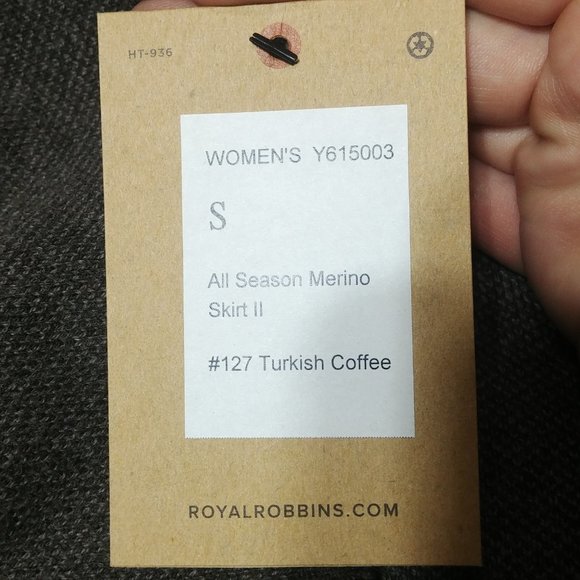 HT-936
WOMEN'S Y615003
S
All Season Merino
Skirt II
#127 Turkish Coffee
ROYALROBBINS.COM